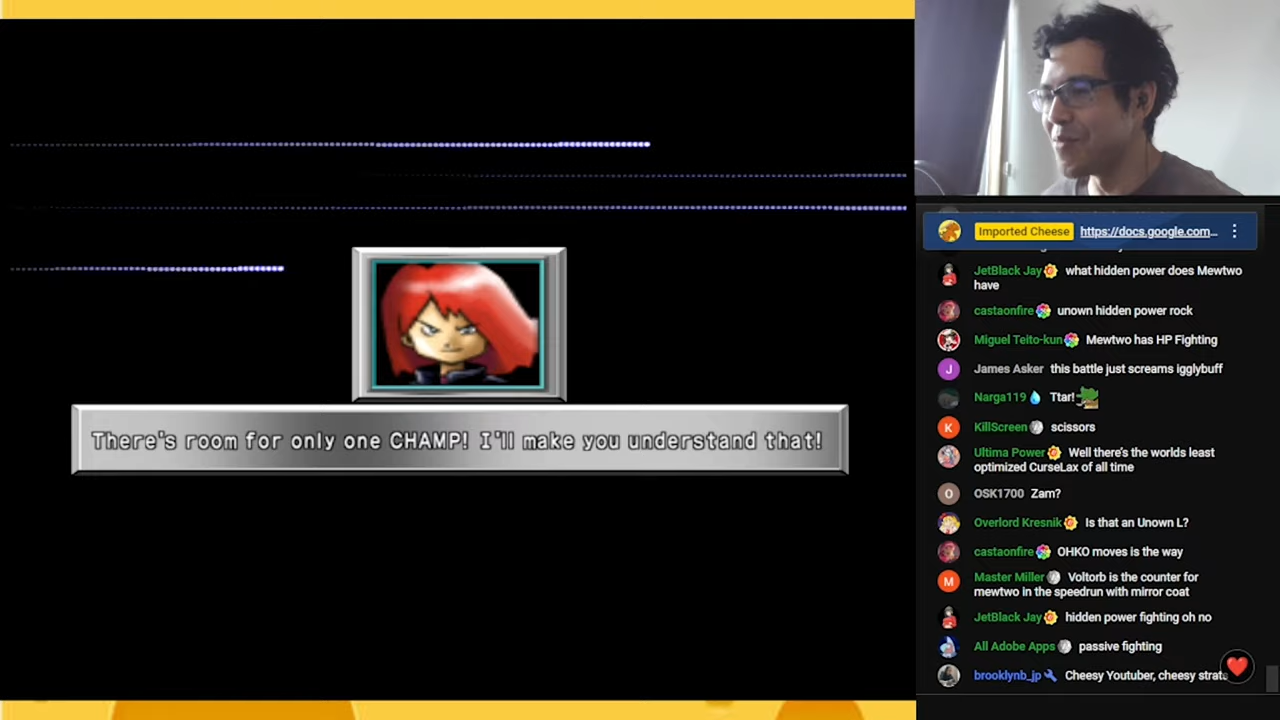 There's room for only one CHAMP! I'll make you understand that!
Imported Cheese https://docs.google.com...
JetBlack Jay what hidden power does Mewtwo
have
castaonfire unown hidden power rock
Miguel Teito-kun Mewtwo has HP Fighting
James Asker this battle just screams igglybuff
Narga119 Ttar!
KillScreen scissors
Ultima Power Well there's the worlds least
optimized CurseLax of all time
OSK1700 Zam?
Overlord Kresnik Is that an Unown L?
castaonfire OHKO moves is the way
Master Miller Voltorb is the counter for
mewtwo in the speedrun with mirror coat
JetBlack Jay hidden power fighting oh no
All Adobe Apps passive fighting
brooklynb_jp Cheesy Youtuber, cheesy strats